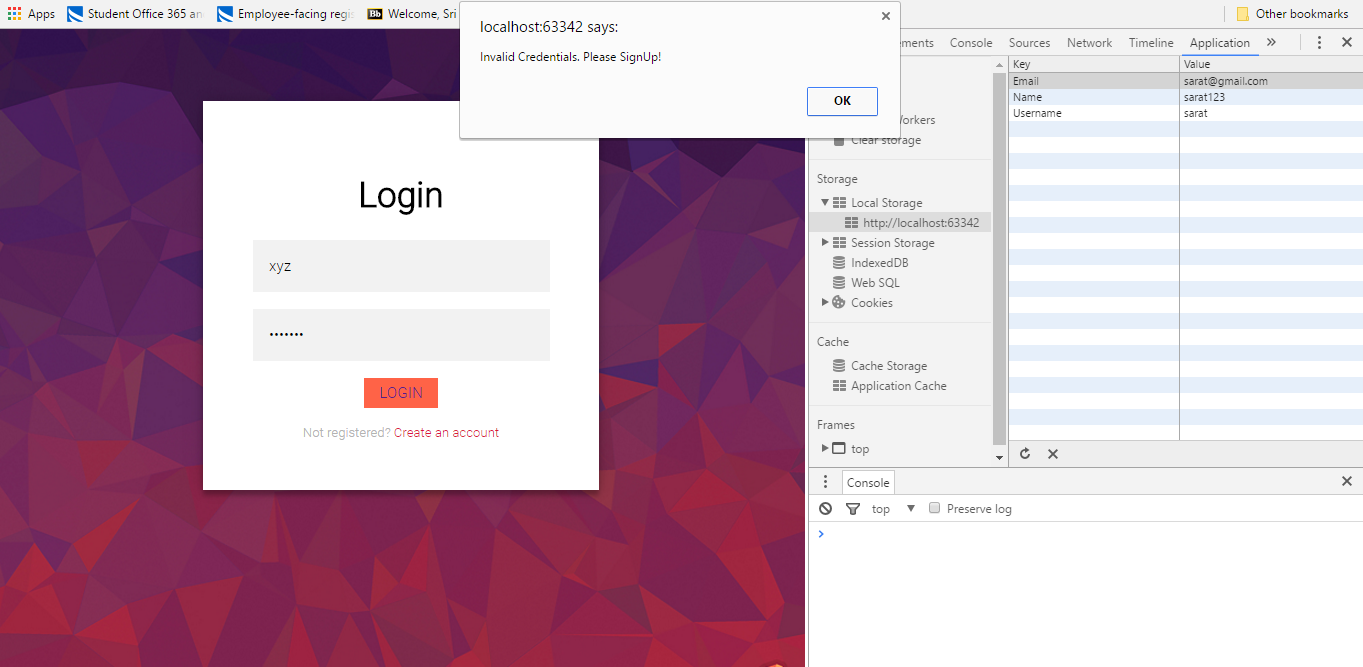 Apps Student Office 365 an Employee-facing regis Bb Welcome, Sri Other bookmarks
localhost:63342 says:
Invalid Credentials. Please SignUp!
OK
ements Console Sources Network Timeline Application
Key Value
Email sarat@gmail.com
Name sarat123
Username sarat
Workers
Clear storage
Storage
Local Storage
http://localhost:63342
Session Storage
IndexedDB
Web SQL
Cookies
Cache
Cache Storage
Application Cache
Frames
top
Login
xyz
•••••••
LOGIN
Not registered? Create an account
Console
top Preserve log